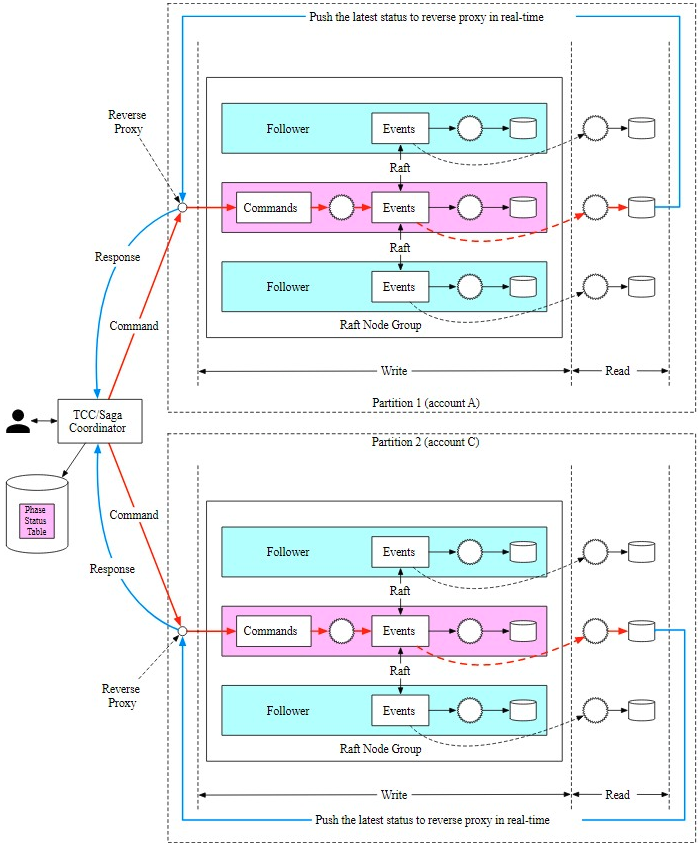 Push the latest status to reverse proxy in real-time
Reverse
Proxy
Follower
Events
Raft
Commands
Events
Raft
Follower
Events
Raft Node Group
Response
Command
Write
Read
Partition 1 (account A)
TCC/Saga
Coordinator
Partition 2 (account C)
Phase
Status
Table
Command
Response
Follower
Events
Raft
Commands
Events
Raft
Reverse
Proxy
Follower
Events
Raft Node Group
Write
Read
Push the latest status to reverse proxy in real-time